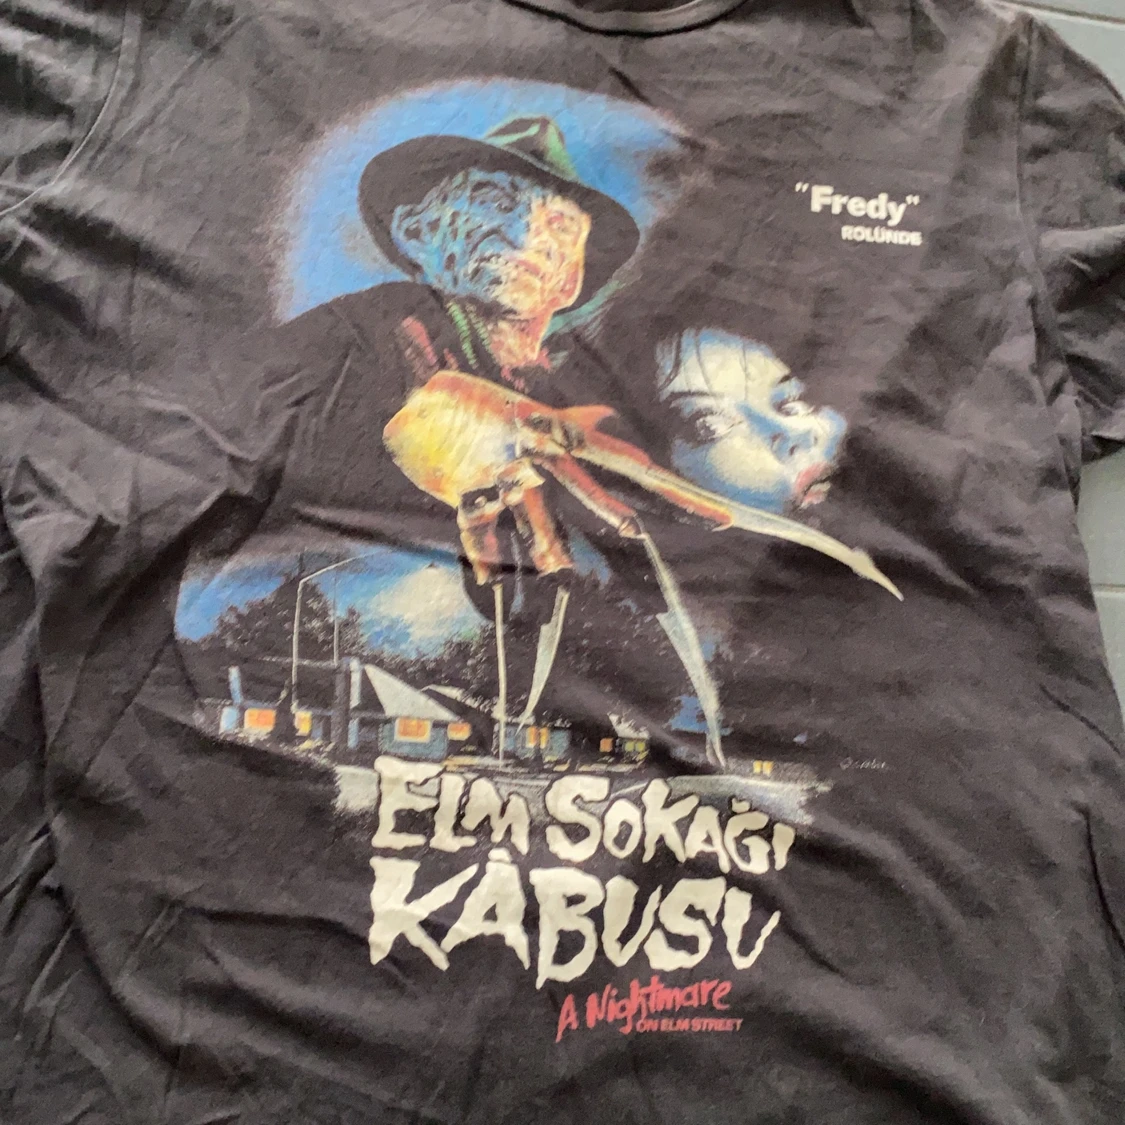 "Fredy"
ROLÜNDE
ELM SOKAĞI
KÂBUSU
A Nightmare
ON ELM STREET